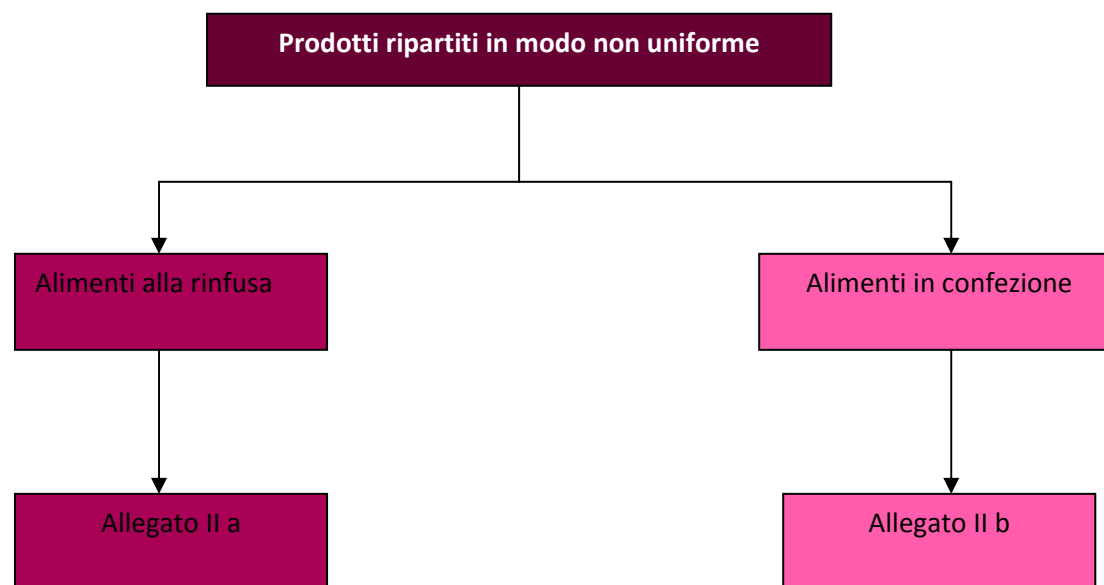 Prodotti ripartiti in modo non uniforme
Alimenti alla rinfusa
Alimenti in confezione
Allegato II a
Allegato II b